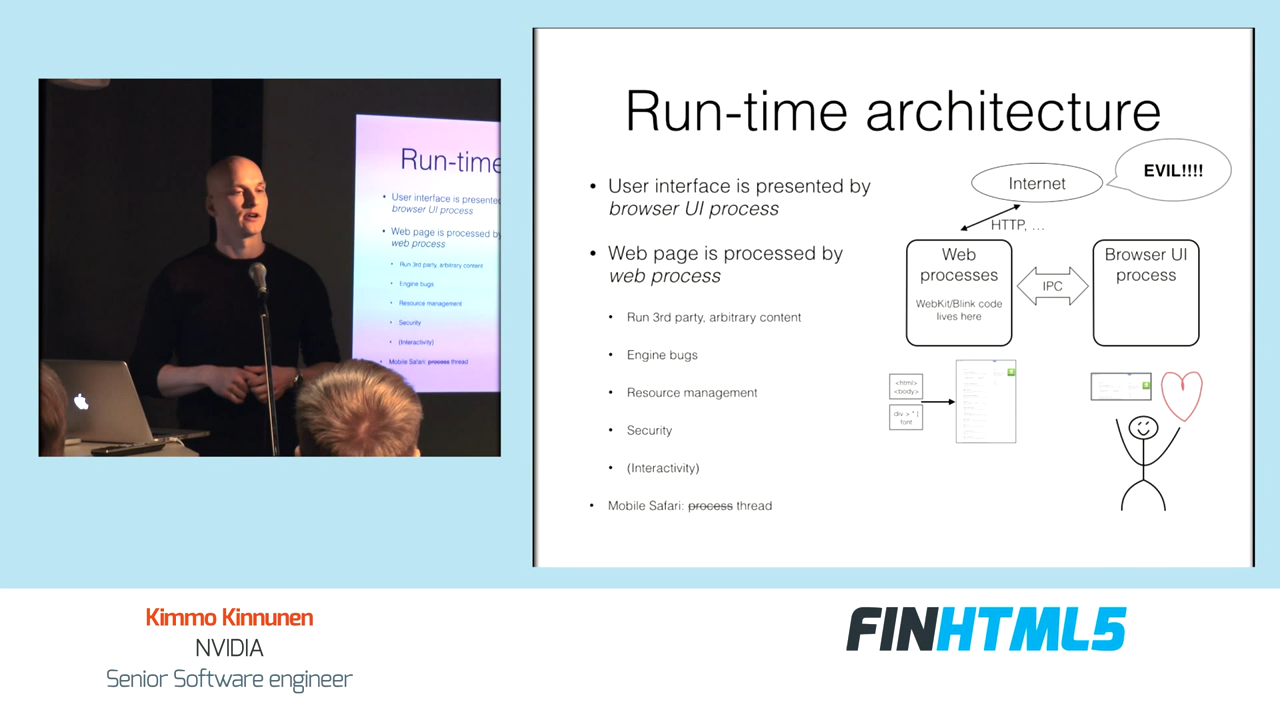 Run-time
• User interface is presente
browser UI process
• Web page is processed by
web process
• Run 3rd party, arbitrary content
• Engine bugs
• Resource management
• Security
• (Interactivity)
• Mobile Safari: process thread
Run-time architecture
• User interface is presented by
browser UI process
• Web page is processed by
web process
• Run 3rd party, arbitrary content
• Engine bugs
• Resource management
• Security
• (Interactivity)
• Mobile Safari: process thread
EVIL!!!!
Internet
HTTP, ...
Web
processes
WebKit/Blink code
lives here
IPC
Browser UI
process
<html>
<body>
div > * {
font
Kimmo Kinnunen
NVIDIA
Senior Software engineer
FINHTML5